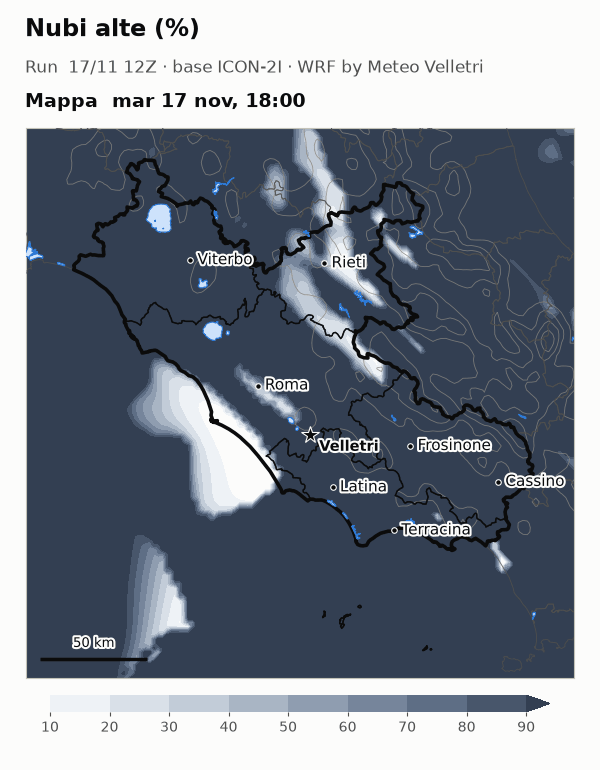 Nubi alte (%)
Run 17/11 12Z · base ICON-2I · WRF by Meteo Velletri
Mappa mar 17 nov, 18:00
Viterbo
Rieti
Roma
Velletri
Frosinone
Cassino
Latina
Terracina
50 km
10 20 30 40 50 60 70 80 90